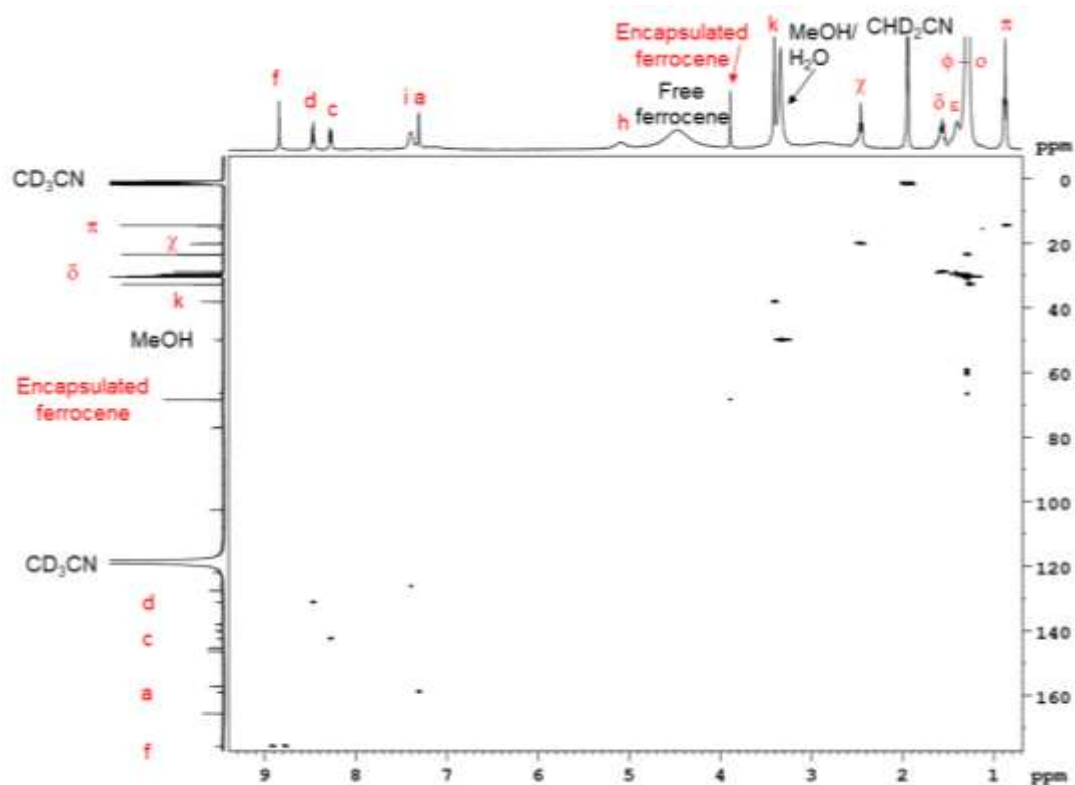 f
d
c
i a
h
Free
ferrocene
Encapsulated
ferrocene
k
MeOH/
H₂O
χ
CHD₂CN
δ ε
ϕ – o
π
ppm
CD₃CN
π
χ
δ
k
MeOH
Encapsulated
ferrocene
CD₃CN
d
c
a
f
ppm
0
20
40
60
80
100
120
140
160
9 8 7 6 5 4 3 2 1 ppm